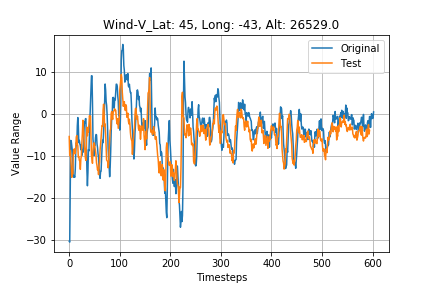 Wind-V_Lat: 45, Long: -43, Alt: 26529.0
Original
Test
Value Range
10
0
−10
−20
−30
0 100 200 300 400 500 600
Timesteps